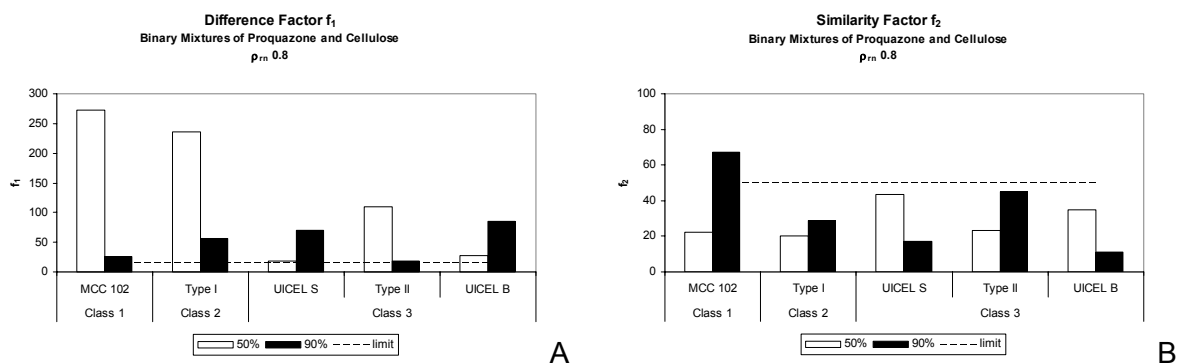 Difference Factor f1
Binary Mixtures of Proquazone and Cellulose
ρrn 0.8
300
250
200
150
100
50
0
f1
MCC 102 Type I UICEL S Type II UICEL B
Class 1 Class 2 Class 3
50% 90% limit
A
Similarity Factor f2
Binary Mixtures of Proquazone and Cellulose
ρrn 0.8
100
80
60
40
20
0
f2
MCC 102 Type I UICEL S Type II UICEL B
Class 1 Class 2 Class 3
50% 90% limit
B